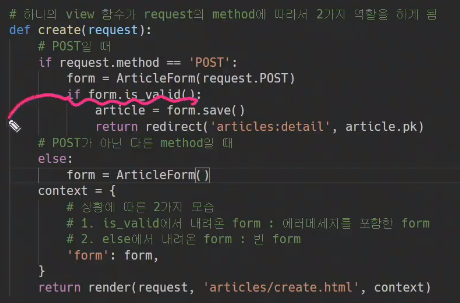 # 하나의 view 함수가 request의 method에 따라서 2가지 역할을 하게 됨
def create(request):
# POST일 때
if request.method == 'POST':
form = ArticleForm(request.POST)
if form.is_valid():
article = form.save()
return redirect('articles:detail', article.pk)
# POST가 아닌 다른 method일 때
else:
form = ArticleForm()
context = {
# 상황에 따른 2가지 모습
# 1. is_valid에서 내려온 form : 에러메세지를 포함한 form
# 2. else에서 내려온 form : 빈 form
'form': form,
}
return render(request, 'articles/create.html', context)